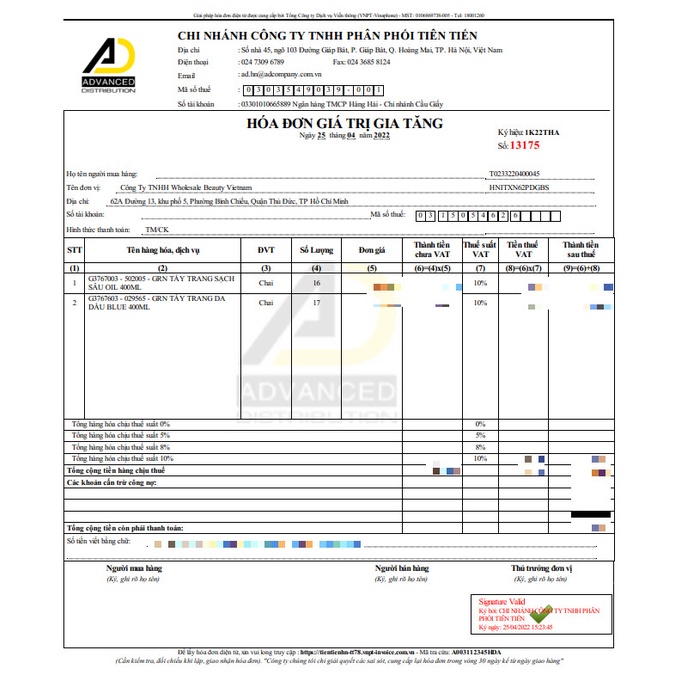 Giải pháp hóa đơn điện tử được cung cấp bởi Tổng Công ty Dịch vụ Viễn thông (VNPT-Vinaphone) - MST: 0106869738-005 - Tel: 18001260
ADVANCED
DISTRIBUTION
CHI NHÁNH CÔNG TY TNHH PHÂN PHỐI TIÊN TIẾN
Địa chỉ : Số nhà 45, ngõ 103 Đường Giáp Bát, P. Giáp Bát, Q. Hoàng Mai, TP. Hà Nội, Việt Nam
Điện thoại : 024 7309 6789 Fax: 024 3685 8124
Email : ad.hn@adcompany.com.vn
Mã số thuế : 0303549039-001
Số tài khoản : 03301010665889 Ngân hàng TMCP Hàng Hải - Chi nhánh Cầu Giấy
HÓA ĐƠN GIÁ TRỊ GIA TĂNG
Ngày 25 tháng 04 năm 2022
Ký hiệu: 1K22THA
Số: 13175
Họ tên người mua hàng: T0233220400045
Tên đơn vị: Công Ty TNHH Wholesale Beauty Vietnam HNITXN62PDGBS
Địa chỉ: 62A Đường 13, khu phố 5, Phường Bình Chiểu, Quận Thủ Đức, TP Hồ Chí Minh
Số tài khoản: Mã số thuế: 0315054626
Hình thức thanh toán: TM/CK
STT Tên hàng hóa, dịch vụ ĐVT Số Lượng Đơn giá Thành tiền chưa VAT Thuế suất VAT Tiền thuế VAT Thành tiền sau thuế
(1) (2) (3) (4) (5) (6)=(4)x(5) (7) (8)=(6)x(7) (9)=(6)+(8)
1 G3767003 - 502005 - GRN TẨY TRANG SẠCH SÂU OIL 400ML Chai 16 10%
2 G3767603 - 029565 - GRN TẨY TRANG DA DẦU BLUE 400ML Chai 17 10%
ADVANCED
DISTRIBUTION
Tổng hàng hóa chịu thuế suất 0% 0%
Tổng hàng hóa chịu thuế suất 5% 5%
Tổng hàng hóa chịu thuế suất 8% 8%
Tổng hàng hóa chịu thuế suất 10% 10%
Tổng cộng tiền hàng chịu thuế
Các khoản cấn trừ công nợ:
Tổng cộng tiền còn phải thanh toán:
Số tiền viết bằng chữ:
Người mua hàng Người bán hàng Thủ trưởng đơn vị
(Ký, ghi rõ họ tên) (Ký, ghi rõ họ tên) (Ký, ghi rõ họ tên)
Signature Valid
Ký bởi: CHI NHÁNH CÔNG TY TNHH PHÂN PHỐI TIÊN TIẾN
Ký ngày: 25/04/2022 15:23:45
Để lấy hóa đơn điện tử, xin vui lòng truy cập : https://tientienhn-tt78.vnpt-invoice.com.vn - Mã tra cứu: A003112345HDA
(Cần kiểm tra, đối chiếu khi lập, giao nhận hóa đơn). "Công ty chúng tôi chỉ giải quyết các sai sót, cung cấp lại hóa đơn trong vòng 30 ngày kể từ ngày giao hàng"